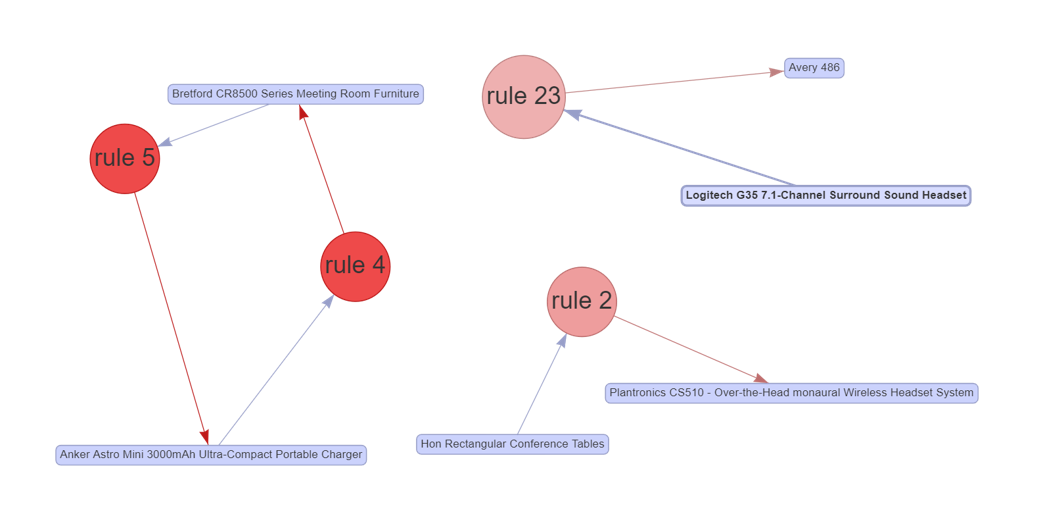 Avery 486
Bretford CR8500 Series Meeting Room Furniture
rule 23
rule 5
Logitech G35 7.1-Channel Surround Sound Headset
rule 4
rule 2
Plantronics CS510 - Over-the-Head monaural Wireless Headset System
Hon Rectangular Conference Tables
Anker Astro Mini 3000mAh Ultra-Compact Portable Charger